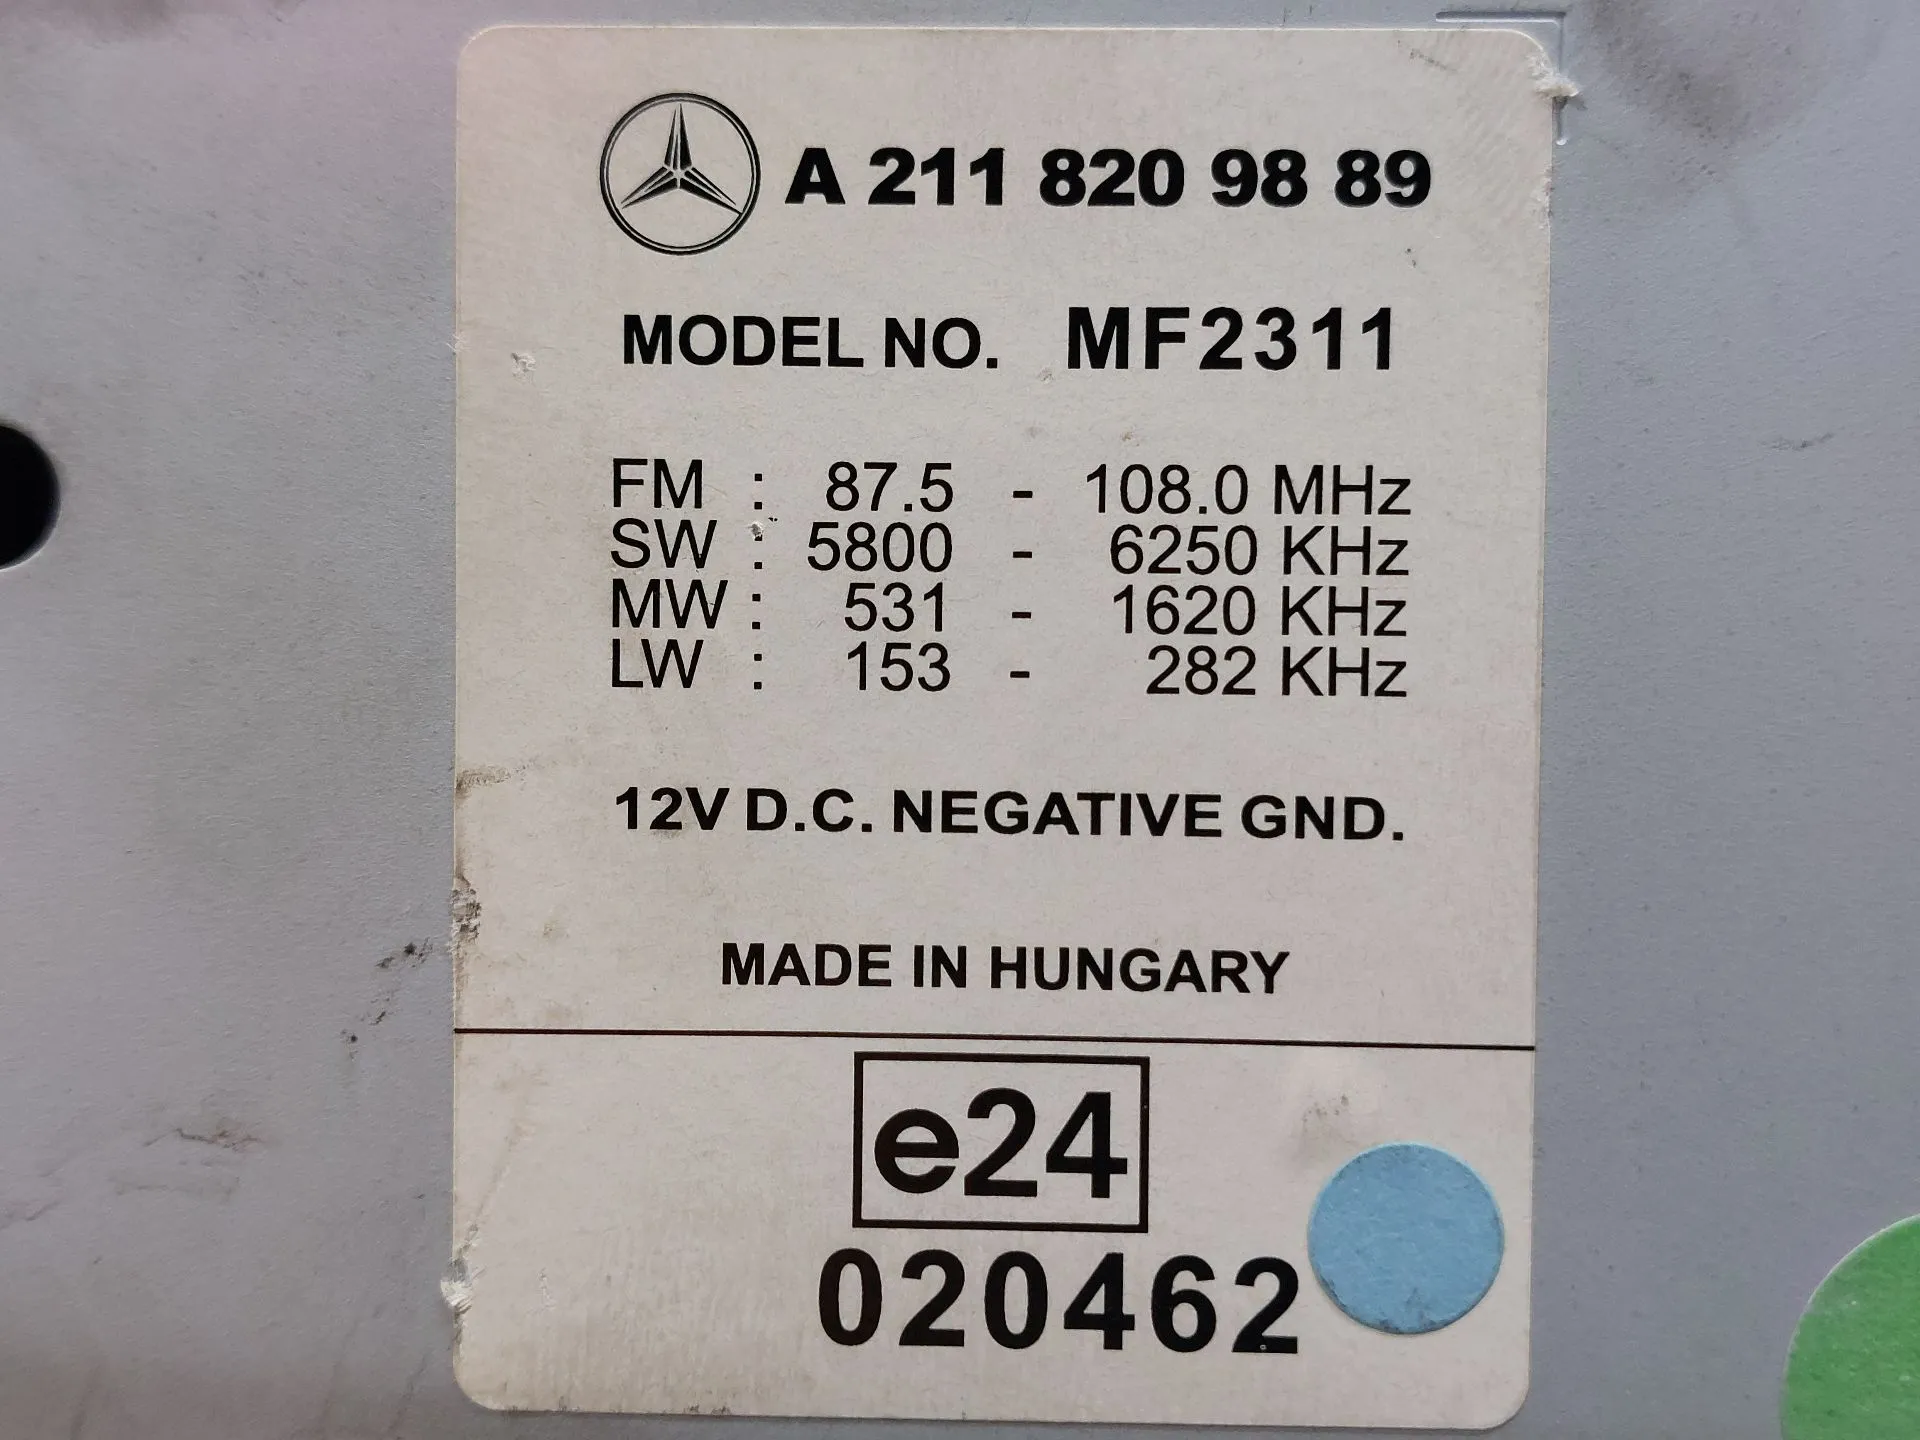 A 211 820 98 89
MODEL NO. MF2311
FM : 87.5 - 108.0 MHz
SW : 5800 - 6250 KHz
MW : 531 - 1620 KHz
LW : 153 - 282 KHz
12V D.C. NEGATIVE GND.
MADE IN HUNGARY
e24
020462